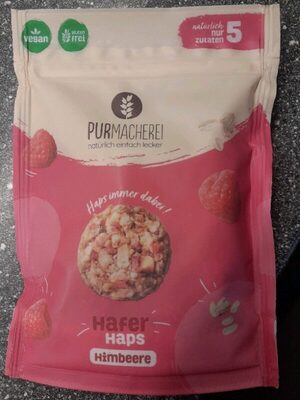 vegan
gluten
frei
natürlich
nur 5
zutaten
PURMACHEREI
natürlich einfach lecker
Haps immer dabei!
Hafer
Haps
Himbeere